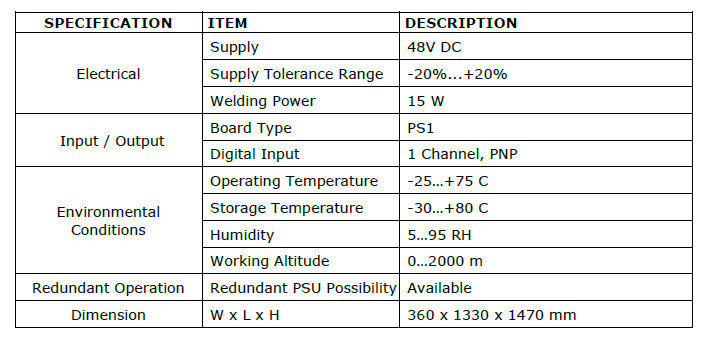 SPECIFICATION ITEM DESCRIPTION
Electrical
Supply 48V DC
Supply Tolerance Range -20%...+20%
Welding Power 15 W
Input / Output
Board Type PS1
Digital Input 1 Channel, PNP
Environmental
Conditions
Operating Temperature -25…+75 C
Storage Temperature -30…+80 C
Humidity 5…95 RH
Working Altitude 0…2000 m
Redundant Operation Redundant PSU Possibility Available
Dimension W x L x H 360 x 1330 x 1470 mm